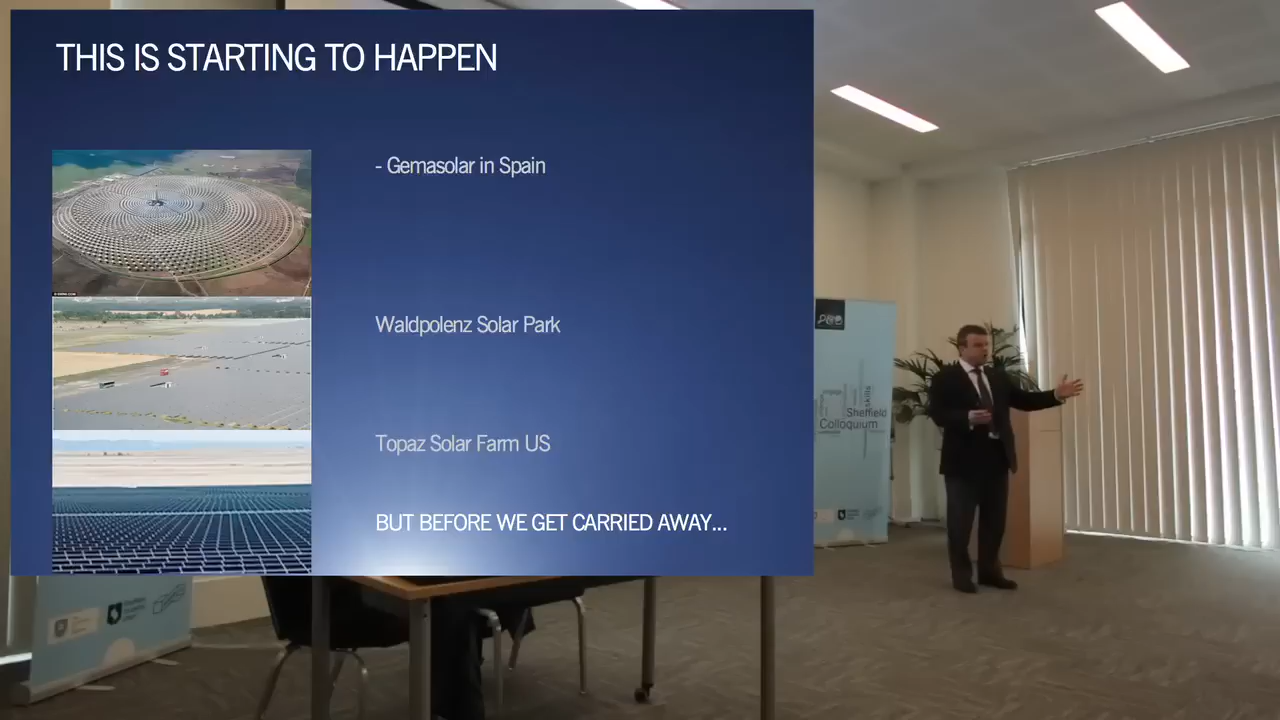 THIS IS STARTING TO HAPPEN
- Gemasolar in Spain
Waldpolenz Solar Park
Topaz Solar Farm US
BUT BEFORE WE GET CARRIED AWAY...
skills
Sheffield
Colloquium